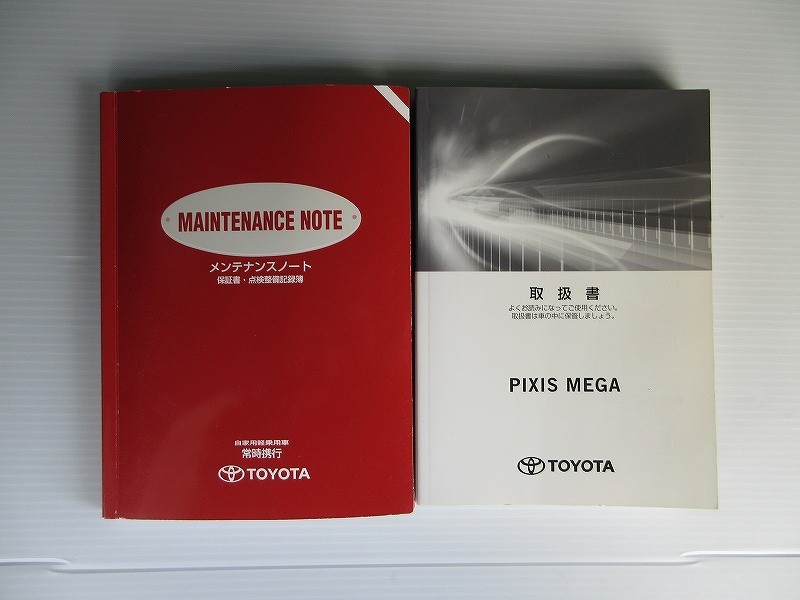 MAINTENANCE NOTE
メンテナンスノート
保証書・点検整備記録簿
自家用軽乗用車
常時携行
TOYOTA
取扱書
よくお読みになってご使用ください。
取扱書は車の中に保管しましょう。
PIXIS MEGA
TOYOTA